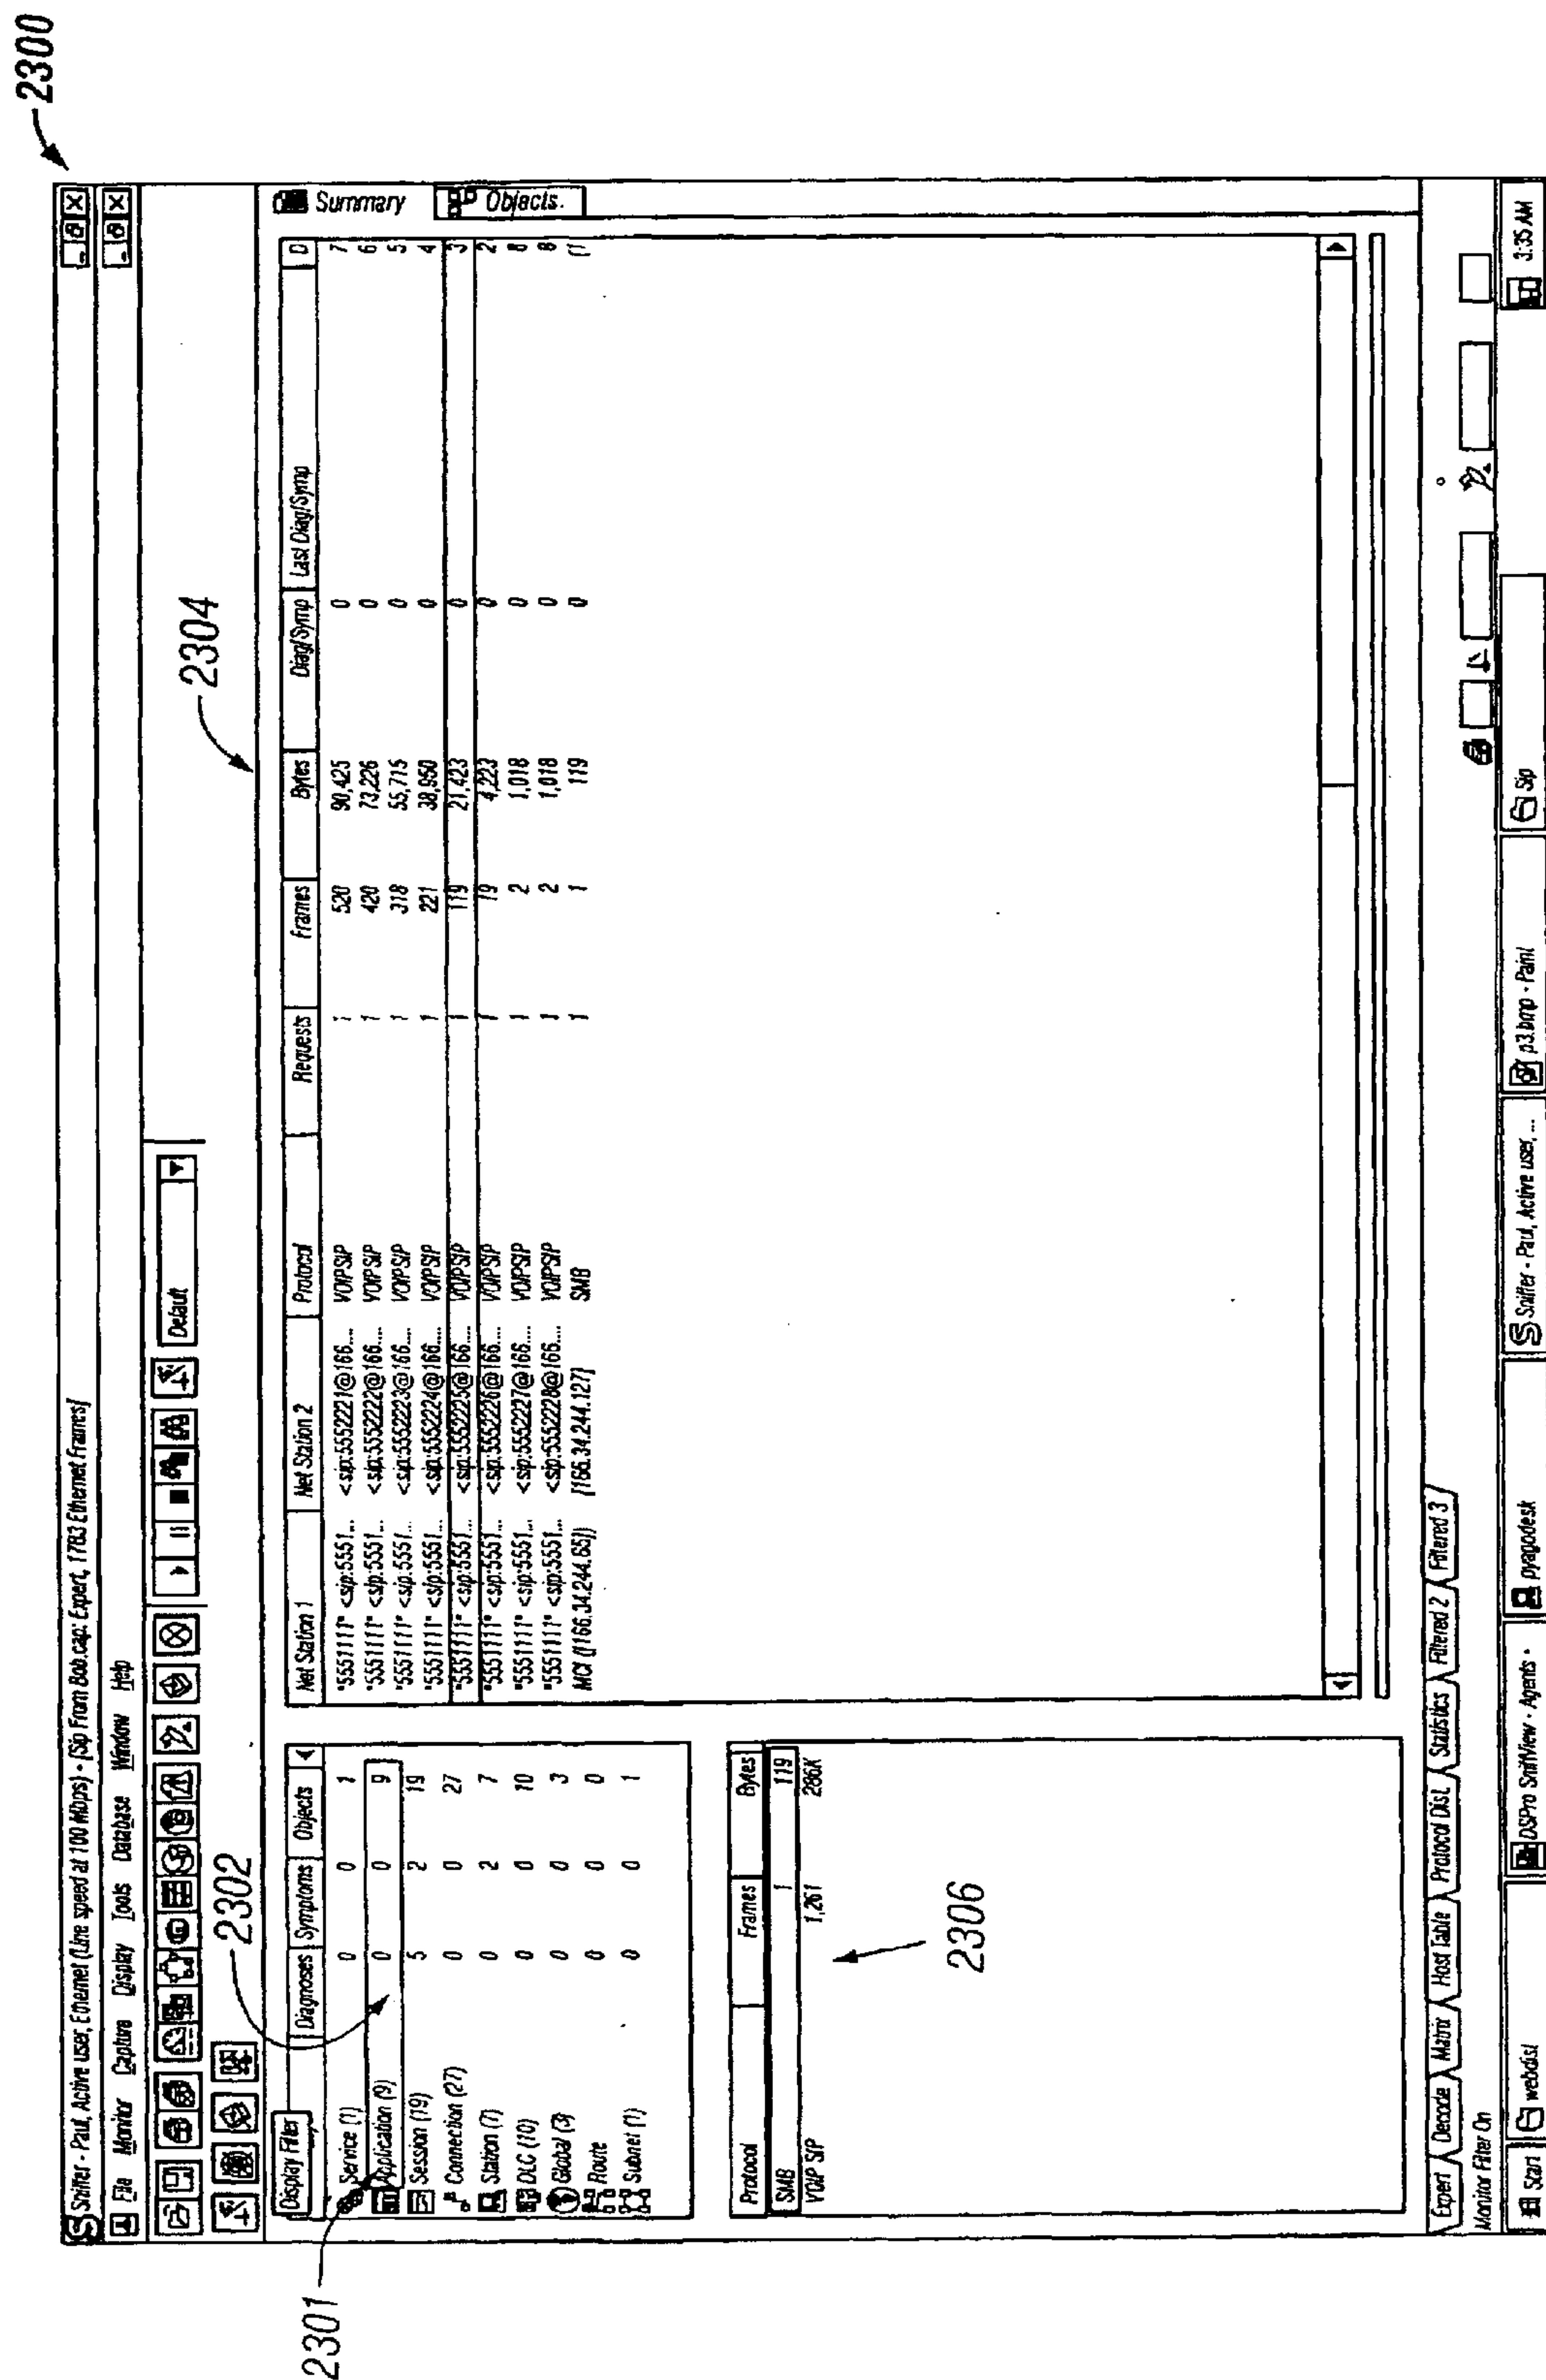 2300
Sniffer - Paul, Active user, Ethernet (Line speed at 100 Mbps) - [Sip From Bob.cap: Expert, 1783 Ethernet Frames]
File Monitor Capture Display Tools Database Window Help
Default
2302
2304
2301
Display Filter Diagnoses Symptoms Objects
Service (1) 0 0 1
Application (9) 0 0 9
Session (19) 5 2 19
Connection (27) 0 0 27
Station (7) 0 2 7
DLC (10) 0 0 10
Global (3) 0 0 3
Route 0 0 0
Subnet (1) 0 0 1
Protocol Frames Bytes
SMB 1 119
VOIP SIP 1,261 286K
2306
Net Station 1 Net Station 2 Protocol Requests Frames Bytes Diag/Symp Last Diag/Symp D
"5551111" <sip:5551... <sip:5552221@166.... VOIPSIP 1 520 90,425 0 7
"5551111" <sip:5551... <sip:5552222@166.... VOIPSIP 1 420 73,226 0 6
"5551111" <sip:5551... <sip:5552223@166.... VOIPSIP 1 318 55,715 0 5
"5551111" <sip:5551... <sip:5552224@166.... VOIPSIP 1 221 38,950 0 4
"5551111" <sip:5551... <sip:5552225@166.... VOIPSIP 1 119 21,423 0 3
"5551111" <sip:5551... <sip:5552226@166.... VOIPSIP 1 19 4,223 0 2
"5551111" <sip:5551... <sip:5552227@166.... VOIPSIP 1 2 1,018 0 8
"5551111" <sip:5551... <sip:5552228@166.... VOIPSIP 1 2 1,018 0 8
MCI ([166.34.244.65]) [166.34.244.127] SMB 1 1 119 0 (1
Summary
Objects.
Expert Decode Matrix Host Table Protocol Dist. Statistics Filtered 2 Filtered 3
Monitor Filter On
Start webdist DSPro SniffView - Agents - pyagodesk Sniffer - Paul, Active user, ... p3.bmp - Paint Sip 3:35 AM